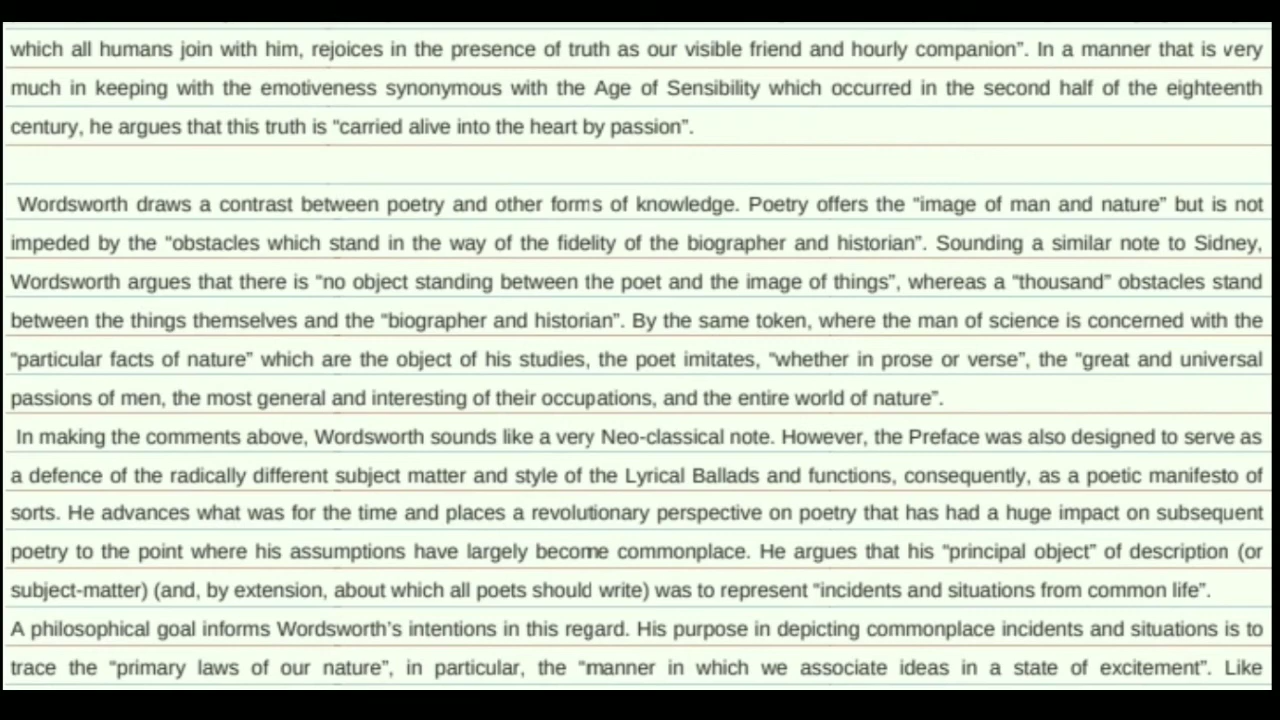 which all humans join with him, rejoices in the presence of truth as our visible friend and hourly companion”. In a manner that is very
much in keeping with the emotiveness synonymous with the Age of Sensibility which occurred in the second half of the eighteenth
century, he argues that this truth is “carried alive into the heart by passion”.
Wordsworth draws a contrast between poetry and other forms of knowledge. Poetry offers the “image of man and nature” but is not
impeded by the “obstacles which stand in the way of the fidelity of the biographer and historian”. Sounding a similar note to Sidney,
Wordsworth argues that there is “no object standing between the poet and the image of things”, whereas a “thousand” obstacles stand
between the things themselves and the “biographer and historian”. By the same token, where the man of science is concerned with the
“particular facts of nature” which are the object of his studies, the poet imitates, “whether in prose or verse”, the “great and universal
passions of men, the most general and interesting of their occupations, and the entire world of nature”.
In making the comments above, Wordsworth sounds like a very Neo-classical note. However, the Preface was also designed to serve as
a defence of the radically different subject matter and style of the Lyrical Ballads and functions, consequently, as a poetic manifesto of
sorts. He advances what was for the time and places a revolutionary perspective on poetry that has had a huge impact on subsequent
poetry to the point where his assumptions have largely become commonplace. He argues that his “principal object” of description (or
subject-matter) (and, by extension, about which all poets should write) was to represent “incidents and situations from common life”.
A philosophical goal informs Wordsworth’s intentions in this regard. His purpose in depicting commonplace incidents and situations is to
trace the “primary laws of our nature”, in particular, the “manner in which we associate ideas in a state of excitement”. Like